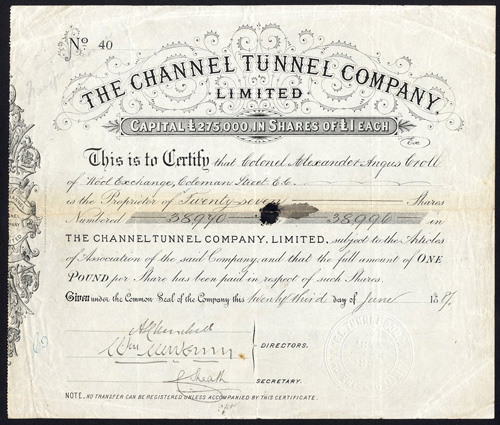 No. 40
THE CHANNEL TUNNEL COMPANY,
LIMITED
CAPITAL £275,000, IN SHARES OF £1 EACH
This is to Certify that Colonel Alexander Angus Croll
of Wool Exchange, Coleman Street E.C.
is the Proprietor of Twenty seven Shares
Numbered 38970 38996 in
THE CHANNEL TUNNEL COMPANY, LIMITED, subject to the Articles
of Association of the said Company, and that the full amount of ONE
POUND per Share has been paid in respect of such Shares.
Given under the Common Seal of the Company this twenty third day of June 1887.
DIRECTORS.
SECRETARY.
NOTE. NO TRANSFER CAN BE REGISTERED UNLESS ACCOMPANIED BY THIS CERTIFICATE.